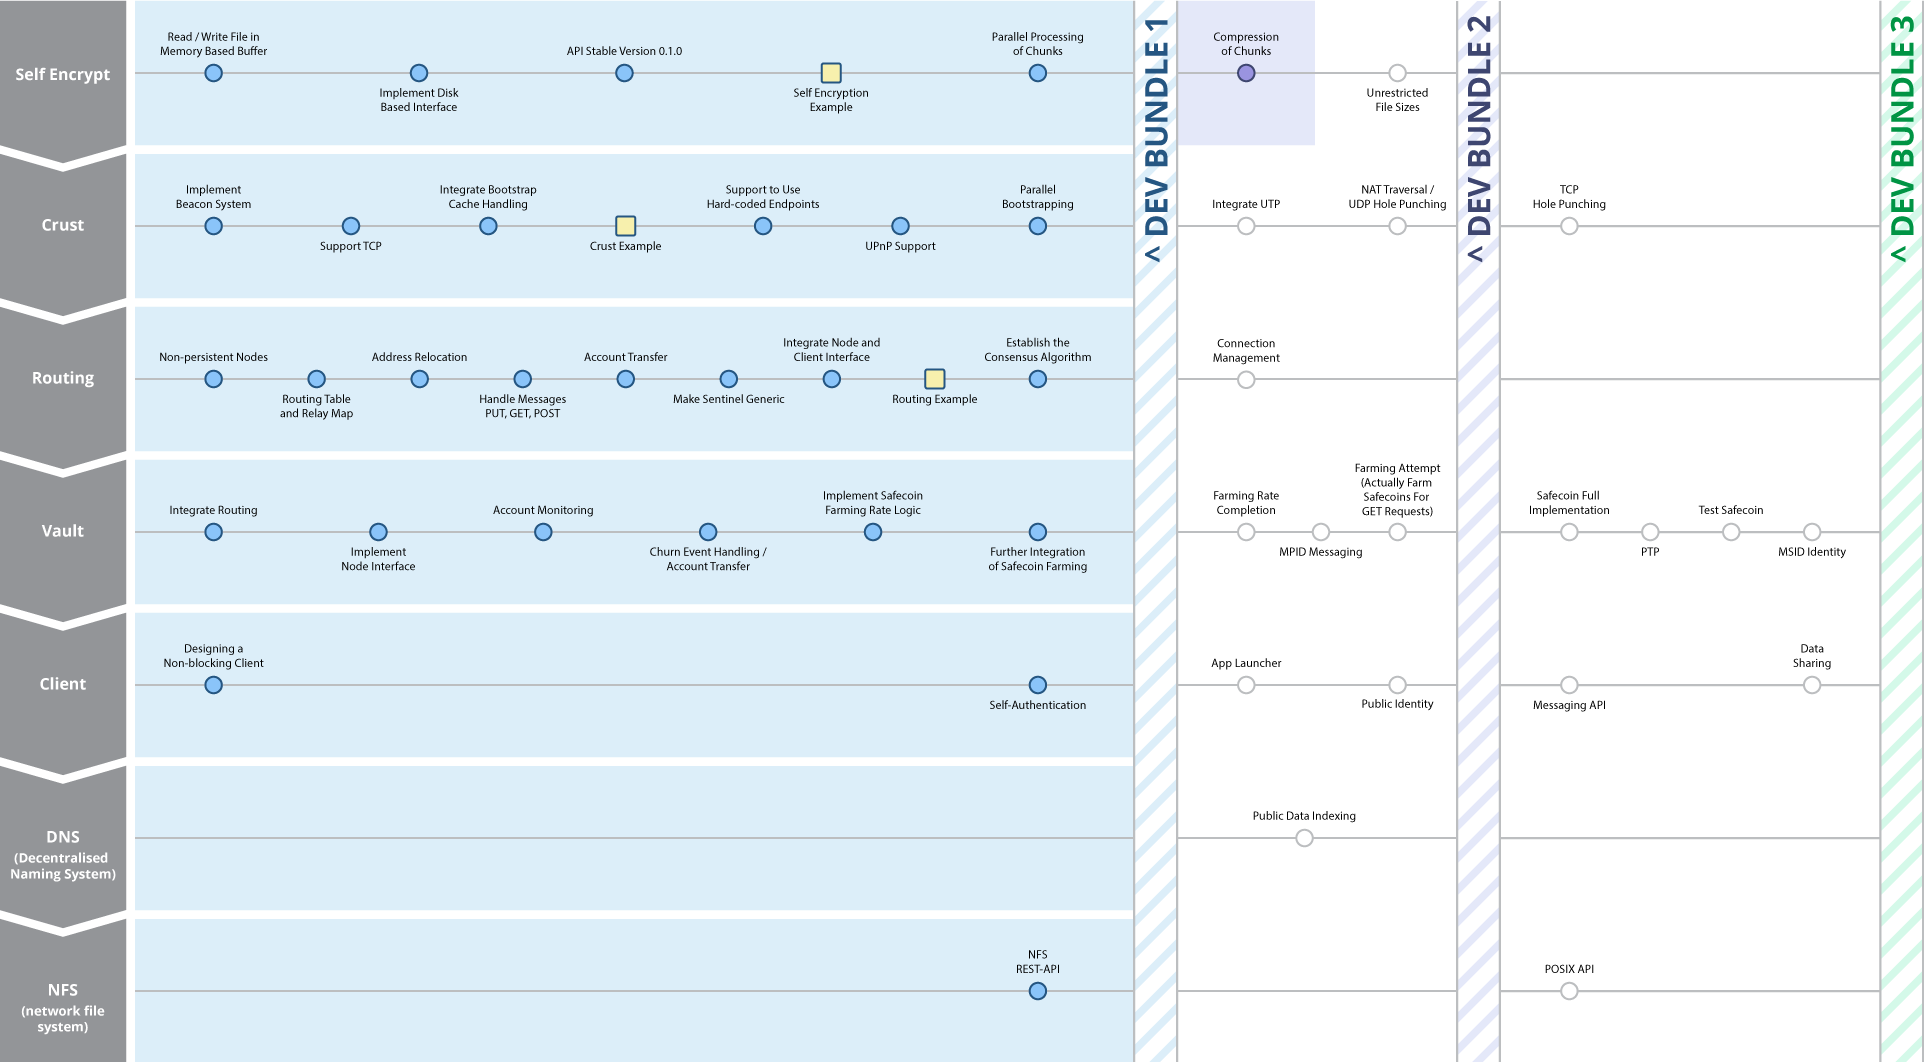 Self Encrypt
Read / Write File in
Memory Based Buffer
Implement Disk
Based Interface
API Stable Version 0.1.0
Self Encryption
Example
Parallel Processing
of Chunks
< DEV BUNDLE 1
Compression
of Chunks
Unrestricted
File Sizes
< DEV BUNDLE 2
< DEV BUNDLE 3
Crust
Implement
Beacon System
Support TCP
Integrate Bootstrap
Cache Handling
Crust Example
Support to Use
Hard-coded Endpoints
UPnP Support
Parallel
Bootstrapping
Integrate UTP
NAT Traversal /
UDP Hole Punching
TCP
Hole Punching
Routing
Non-persistent Nodes
Routing Table
and Relay Map
Address Relocation
Handle Messages
PUT, GET, POST
Account Transfer
Make Sentinel Generic
Integrate Node and
Client Interface
Routing Example
Establish the
Consensus Algorithm
Connection
Management
Vault
Integrate Routing
Implement
Node Interface
Account Monitoring
Churn Event Handling /
Account Transfer
Implement Safecoin
Farming Rate Logic
Further Integration
of Safecoin Farming
Farming Rate
Completion
MPID Messaging
Farming Attempt
(Actually Farm
Safecoins For
GET Requests)
Safecoin Full
Implementation
PTP
Test Safecoin
MSID Identity
Client
Designing a
Non-blocking Client
Self-Authentication
App Launcher
Public Identity
Messaging API
Data
Sharing
DNS
(Decentralised
Naming System)
Public Data Indexing
NFS
(network file
system)
NFS
REST-API
POSIX API